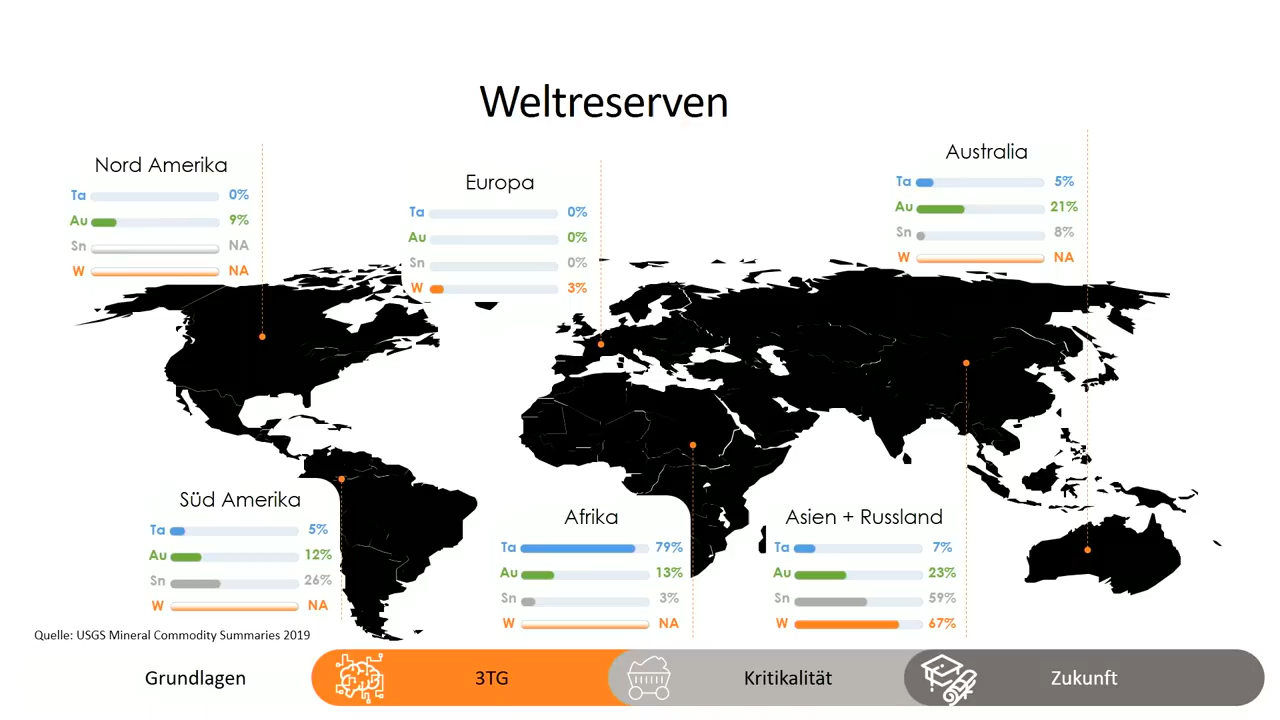 Weltreserven
Nord Amerika
Ta 0%
Au 9%
Sn NA
W NA
Europa
Ta 0%
Au 0%
Sn 0%
W 3%
Australia
Ta 5%
Au 21%
Sn 8%
W NA
Süd Amerika
Ta 5%
Au 12%
Sn 26%
W NA
Afrika
Ta 79%
Au 13%
Sn 3%
W NA
Asien + Russland
Ta 7%
Au 23%
Sn 59%
W 67%
Quelle: USGS Mineral Commodity Summaries 2019
Grundlagen 3TG Kritikalität Zukunft